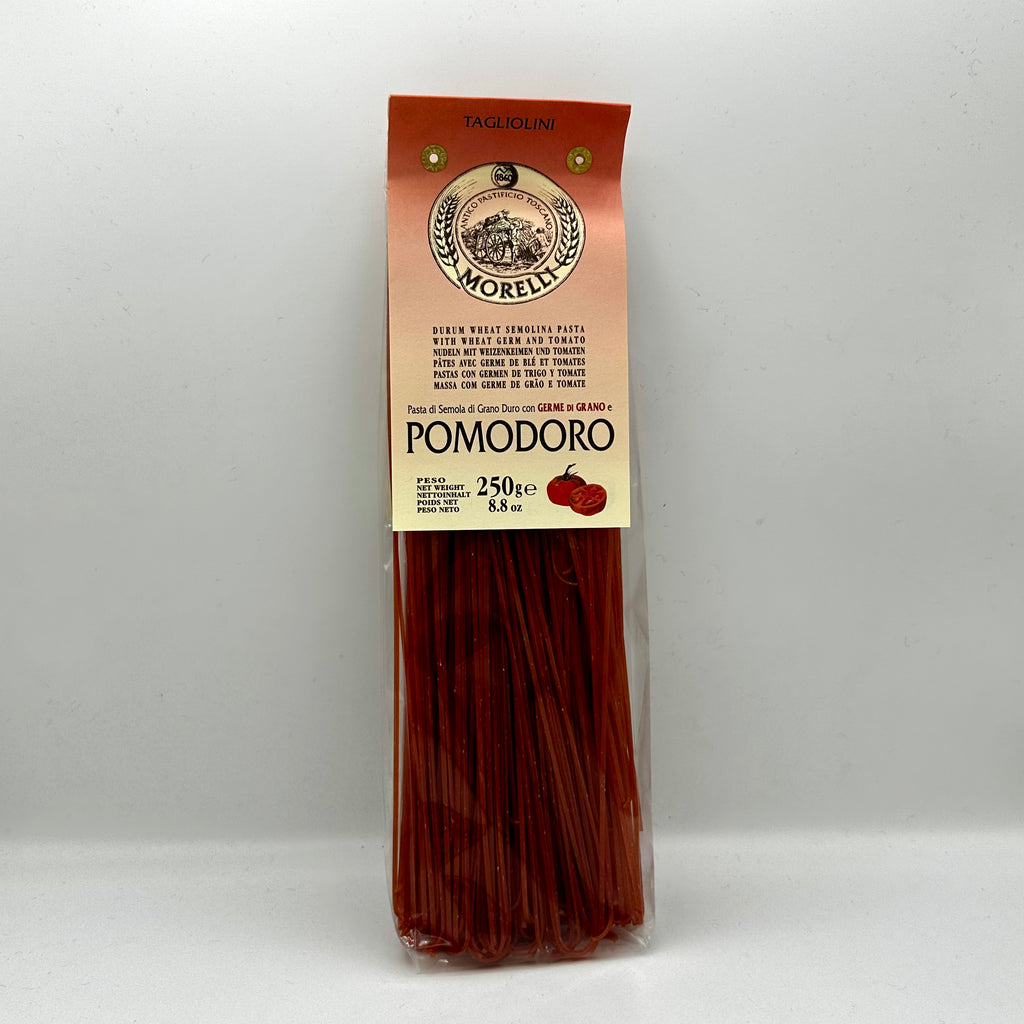 TAGLIOLINI
1860
ANTICO PASTIFICIO TOSCANO
MORELLI
DURUM WHEAT SEMOLINA PASTA
WITH WHEAT GERM AND TOMATO
NUDELN MIT WEIZENKEIMEN UND TOMATEN
PÂTES AVEC GERME DE BLÉ ET TOMATES
PASTAS CON GERMEN DE TRIGO Y TOMATE
MASSA COM GERME DE GRÃO E TOMATE
Pasta di Semola di Grano Duro con GERME DI GRANO e
POMODORO
PESO
NET WEIGHT
NETTOINHALT
POIDS NET
PESO NETO
250g℮
8.8 oz